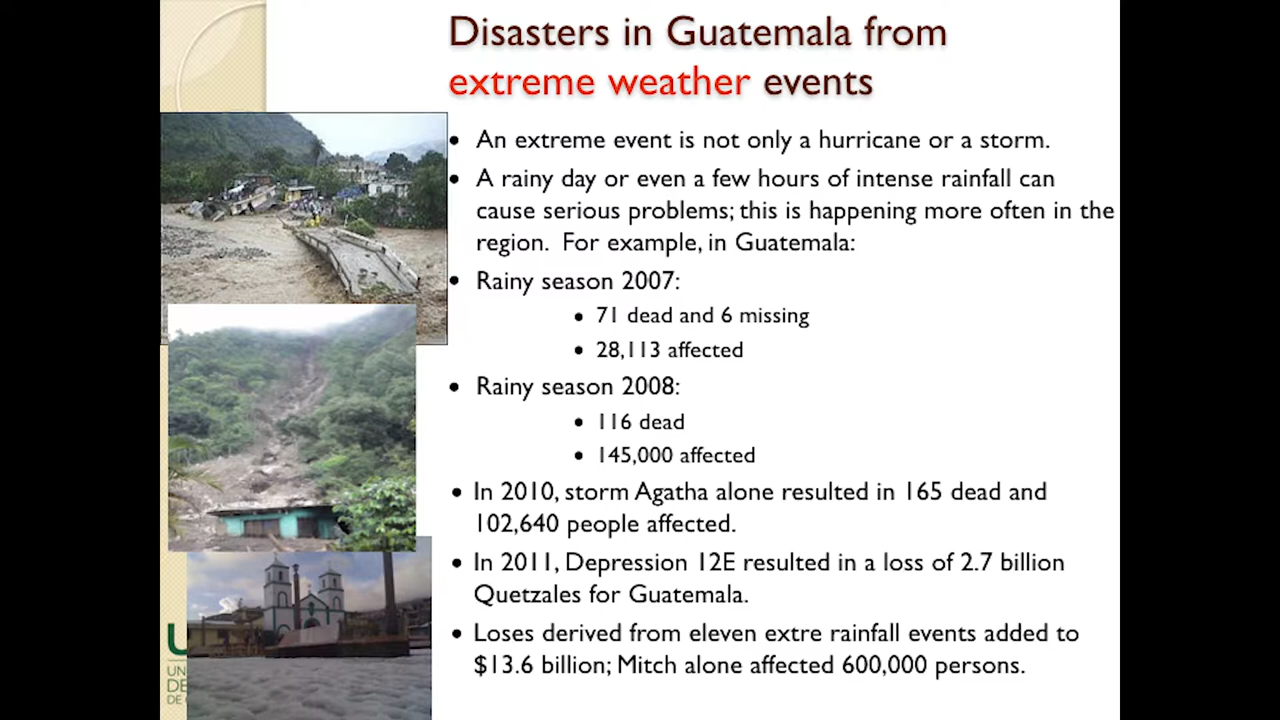 Disasters in Guatemala from
extreme weather events
• An extreme event is not only a hurricane or a storm.
• A rainy day or even a few hours of intense rainfall can
cause serious problems; this is happening more often in the
region. For example, in Guatemala:
• Rainy season 2007:
• 71 dead and 6 missing
• 28,113 affected
• Rainy season 2008:
• 116 dead
• 145,000 affected
• In 2010, storm Agatha alone resulted in 165 dead and
102,640 people affected.
• In 2011, Depression 12E resulted in a loss of 2.7 billion
Quetzales for Guatemala.
• Loses derived from eleven extre rainfall events added to
$13.6 billion; Mitch alone affected 600,000 persons.
U
UN
DE
DE